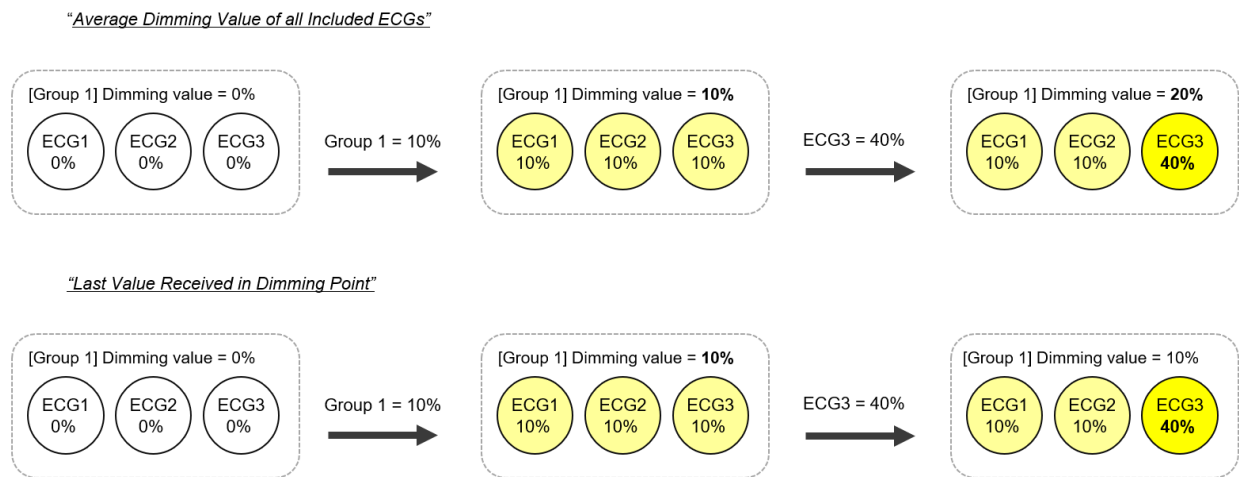 “Average Dimming Value of all Included ECGs”
[Group 1] Dimming value = 0%
ECG1
0%
ECG2
0%
ECG3
0%
Group 1 = 10%
[Group 1] Dimming value = 10%
ECG1
10%
ECG2
10%
ECG3
10%
ECG3 = 40%
[Group 1] Dimming value = 20%
ECG1
10%
ECG2
10%
ECG3
40%
“Last Value Received in Dimming Point”
[Group 1] Dimming value = 0%
ECG1
0%
ECG2
0%
ECG3
0%
Group 1 = 10%
[Group 1] Dimming value = 10%
ECG1
10%
ECG2
10%
ECG3
10%
ECG3 = 40%
[Group 1] Dimming value = 10%
ECG1
10%
ECG2
10%
ECG3
40%